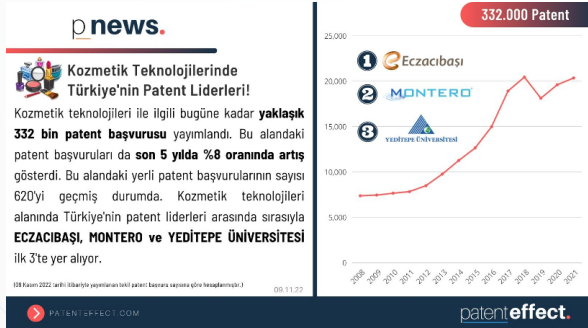 pnews.
Kozmetik Teknolojilerinde
Türkiye'nin Patent Liderleri!
Kozmetik teknolojileri ile ilgili bugüne kadar yaklaşık
332 bin patent başvurusu yayımlandı. Bu alandaki
patent başvuruları da son 5 yılda %8 oranında artış
gösterdi. Bu alandaki yerli patent başvurularının sayısı
620'yi geçmiş durumda. Kozmetik teknolojileri
alanında Türkiye'nin patent liderleri arasında sırasıyla
ECZACIBAŞI, MONTERO ve YEDİTEPE ÜNİVERSİTESİ
ilk 3'te yer alıyor.
(09 Kasım 2022 tarihi itibariyle yayımlanan tekil patent başvuru sayısına göre hesaplanmıştır.)
09.11.22
PATENTEFFECT.COM
332.000 Patent
25,000
20,000
15,000
10,000
5,000
0
1 Eczacıbaşı
2 MONTERO
3 YEDİTEPE ÜNİVERSİTESİ
2008 2009 2010 2011 2012 2013 2014 2015 2016 2017 2018 2019 2020 2021
patenteffect.